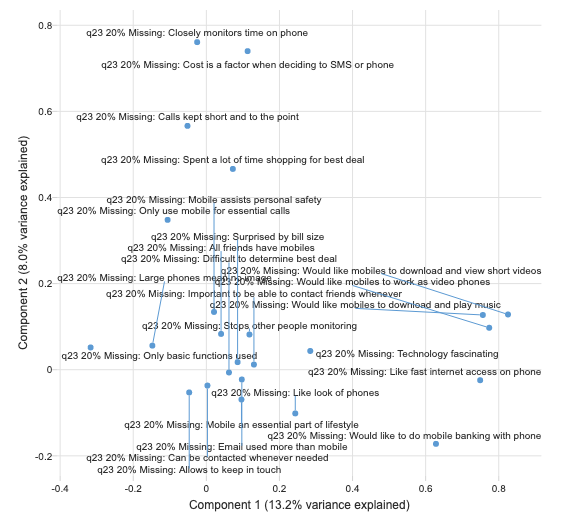 0.8
q23 20% Missing: Closely monitors time on phone
q23 20% Missing: Cost is a factor when deciding to SMS or phone
0.6
q23 20% Missing: Calls kept short and to the point
q23 20% Missing: Spent a lot of time shopping for best deal
0.4
q23 20% Missing: Mobile assists personal safety
q23 20% Missing: Only use mobile for essential calls
q23 20% Missing: Surprised by bill size
q23 20% Missing: All friends have mobiles
q23 20% Missing: Difficult to determine best deal
q23 20% Missing: Would like mobiles to download and view short videos
q23 20% Missing: Large phones mean no image
q23 20% Missing: Would like mobiles to work as video phones
q23 20% Missing: Important to be able to contact friends whenever
q23 20% Missing: Would like mobiles to download and play music
0.2
q23 20% Missing: Stops other people monitoring
q23 20% Missing: Only basic functions used
q23 20% Missing: Technology fascinating
0
q23 20% Missing: Like fast internet access on phone
q23 20% Missing: Like look of phones
q23 20% Missing: Mobile an essential part of lifestyle
q23 20% Missing: Would like to do mobile banking with phone
q23 20% Missing: Email used more than mobile
-0.2
q23 20% Missing: Can be contacted whenever needed
q23 20% Missing: Allows to keep in touch
-0.4 -0.2 0 0.2 0.4 0.6 0.8
Component 1 (13.2% variance explained)
Component 2 (8.0% variance explained)